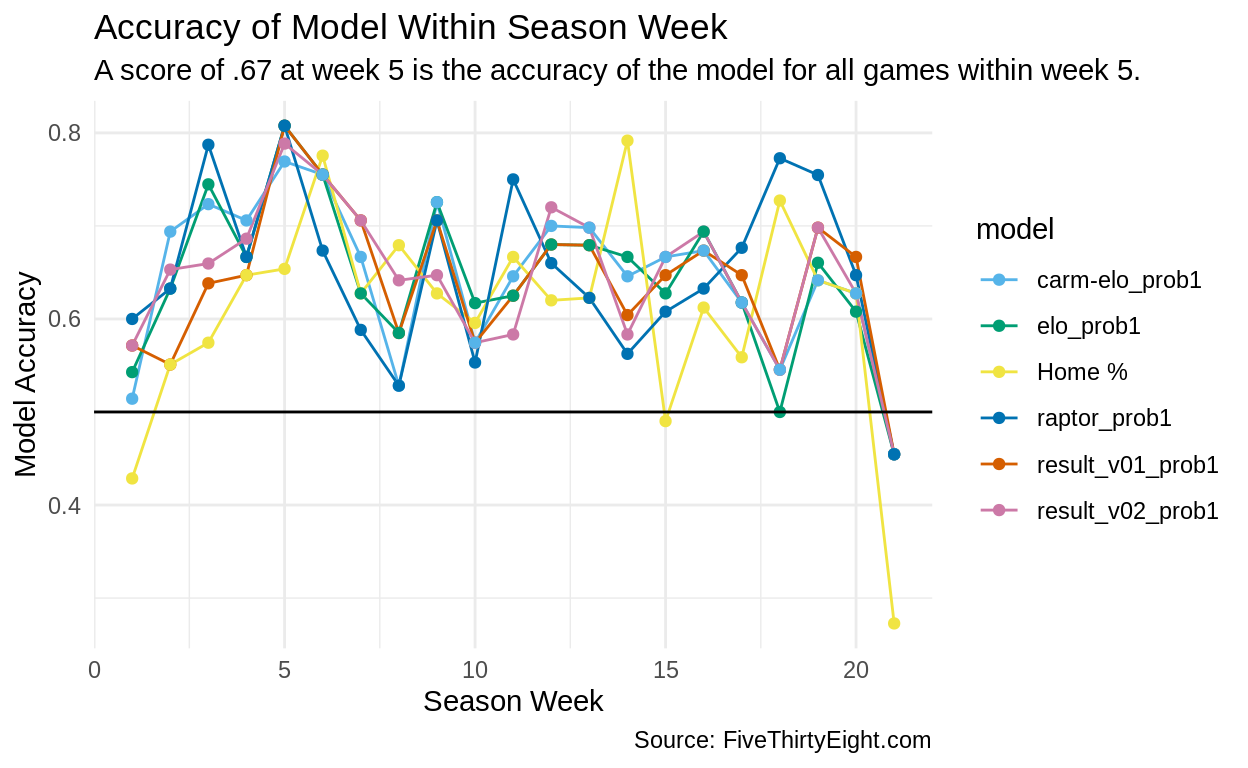 Accuracy of Model Within Season Week
A score of .67 at week 5 is the accuracy of the model for all games within week 5.
Model Accuracy
0.8
0.6
0.4
0 5 10 15 20
Season Week
Source: FiveThirtyEight.com
model
carm-elo_prob1
elo_prob1
Home %
raptor_prob1
result_v01_prob1
result_v02_prob1